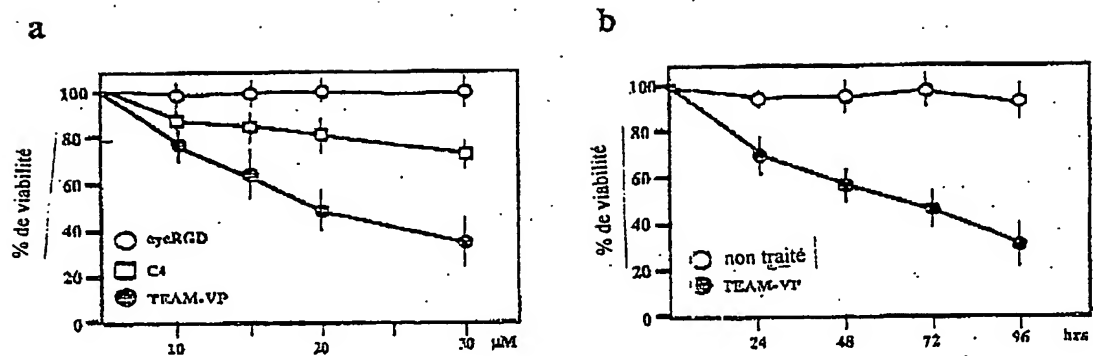 a
100
80
60
40
20
0
% de viabilité
cycRGD
C4
TEAM-VP
10
20
30
µM
b
100
80
60
40
20
0
% de viabilité
non traité
TEAM-VP
24
48
72
96
hrs